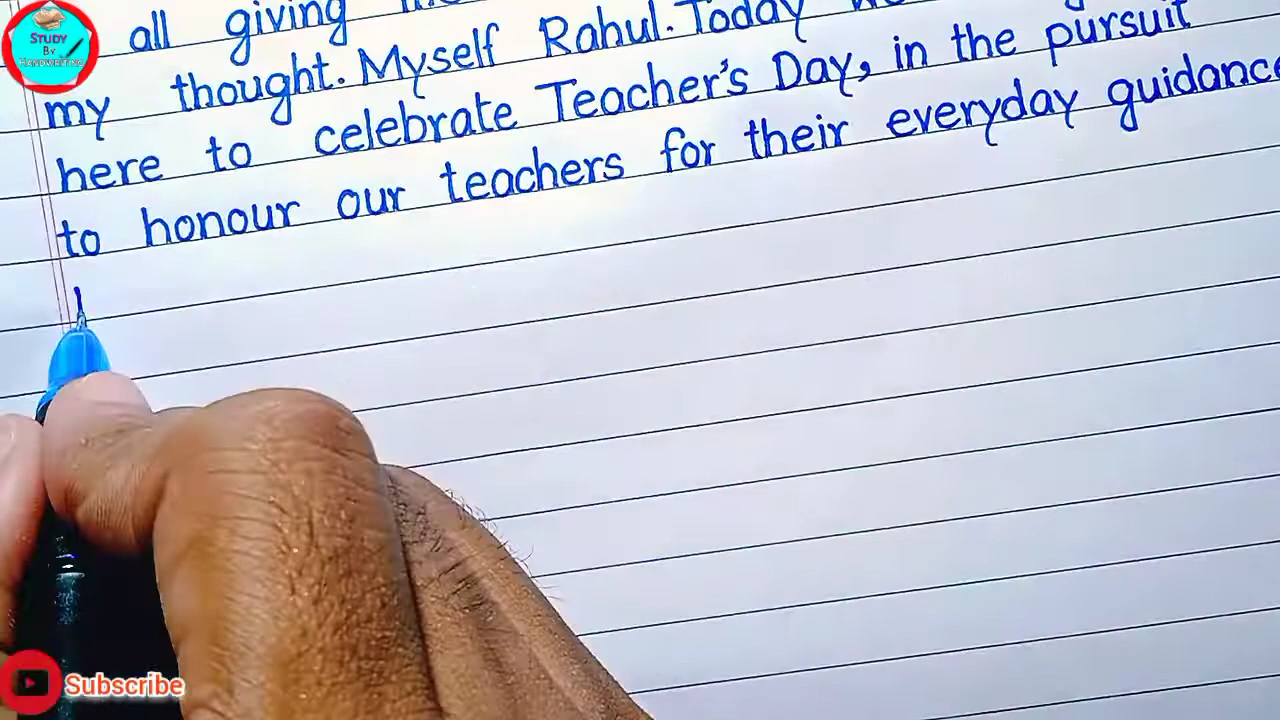 STUDY
By
HANDWRITING
all giving
my thought. Myself Rahul. Today
here to celebrate Teacher's Day, in the pursuit
to honour our teachers for their everyday guidance
Subscribe